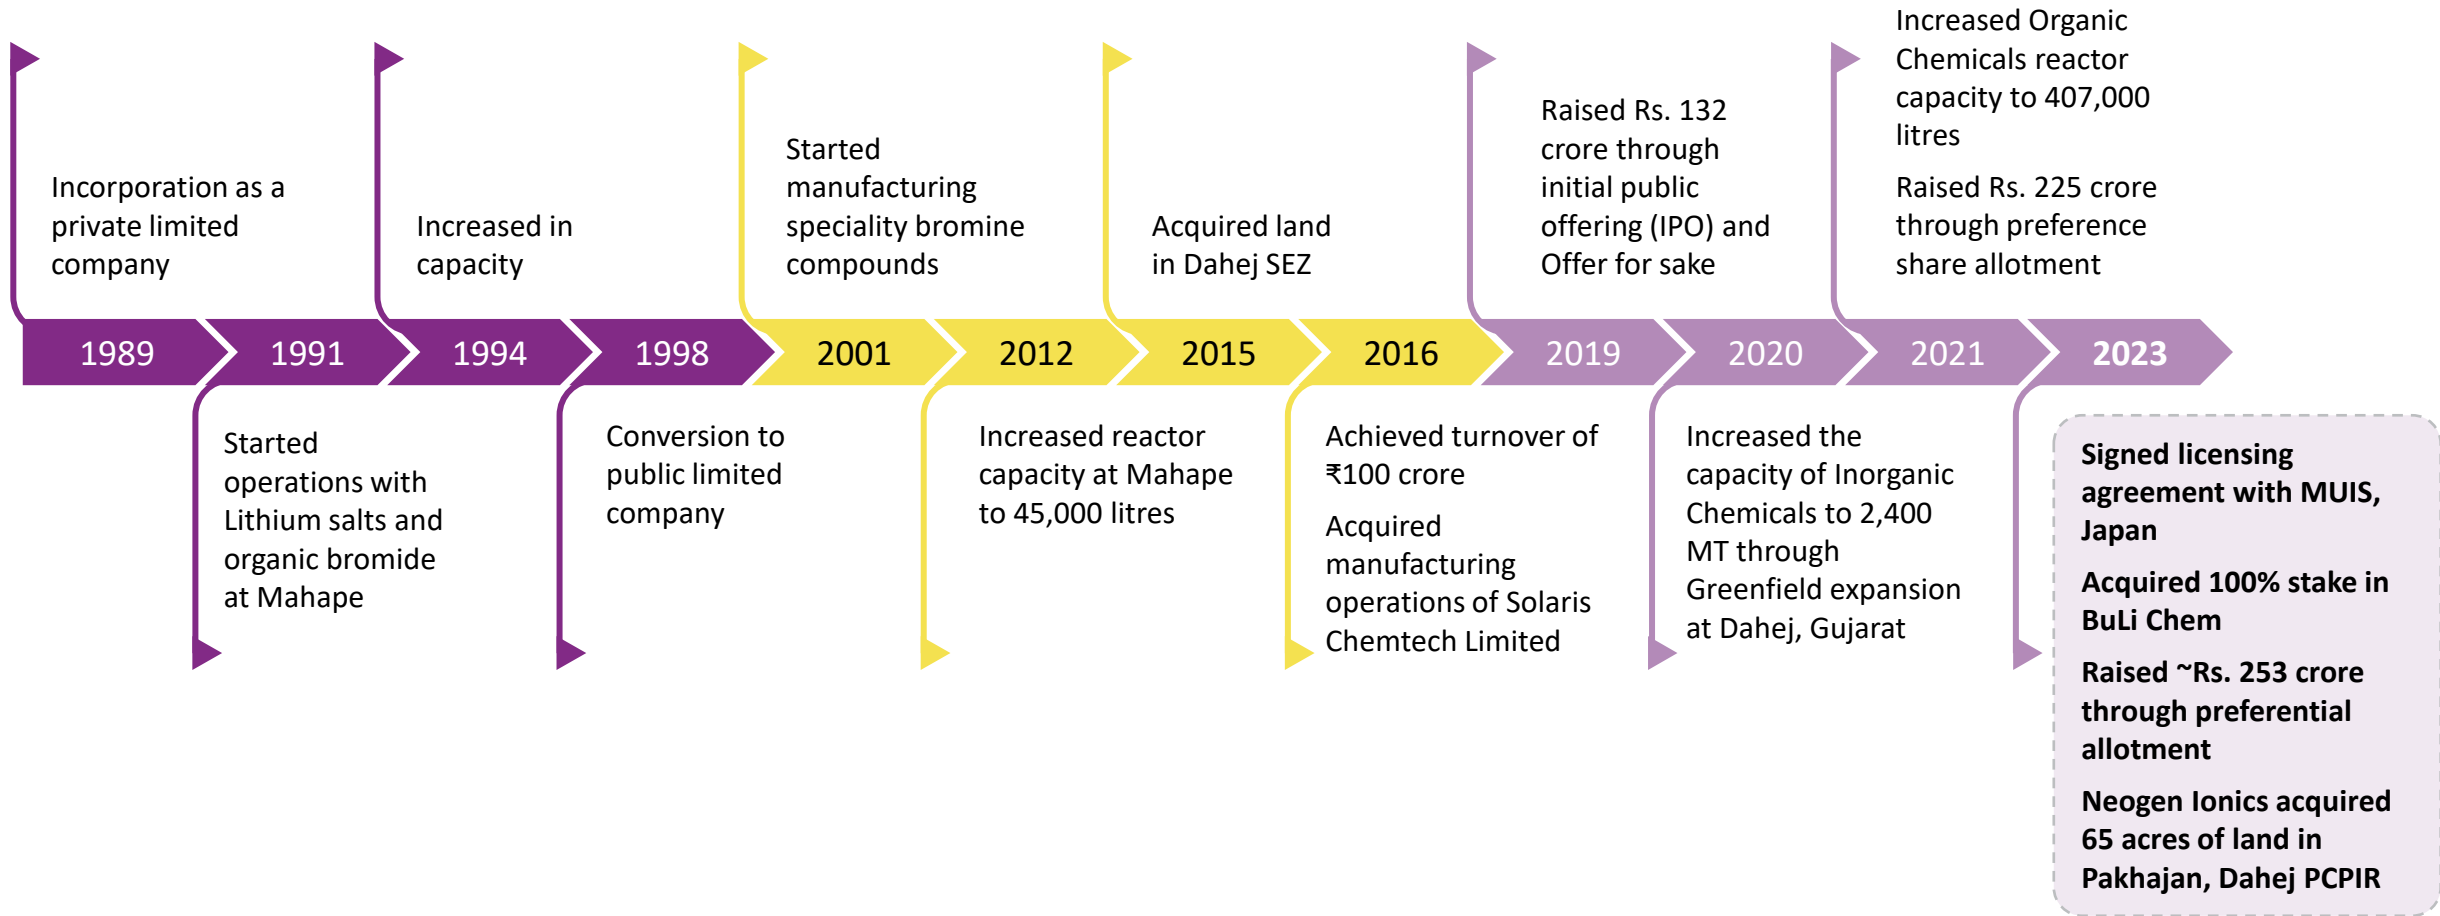 Incorporation as a
private limited
company
Increased in
capacity
Started
manufacturing
speciality bromine
compounds
Acquired land
in Dahej SEZ
Raised Rs. 132
crore through
initial public
offering (IPO) and
Offer for sake
Increased Organic
Chemicals reactor
capacity to 407,000
litres
Raised Rs. 225 crore
through preference
share allotment
1989
1991
1994
1998
2001
2012
2015
2016
2019
2020
2021
2023
Started
operations with
Lithium salts and
organic bromide
at Mahape
Conversion to
public limited
company
Increased reactor
capacity at Mahape
to 45,000 litres
Achieved turnover of
₹100 crore
Acquired
manufacturing
operations of Solaris
Chemtech Limited
Increased the
capacity of Inorganic
Chemicals to 2,400
MT through
Greenfield expansion
at Dahej, Gujarat
Signed licensing
agreement with MUIS,
Japan
Acquired 100% stake in
BuLi Chem
Raised ~Rs. 253 crore
through preferential
allotment
Neogen Ionics acquired
65 acres of land in
Pakhajan, Dahej PCPIR